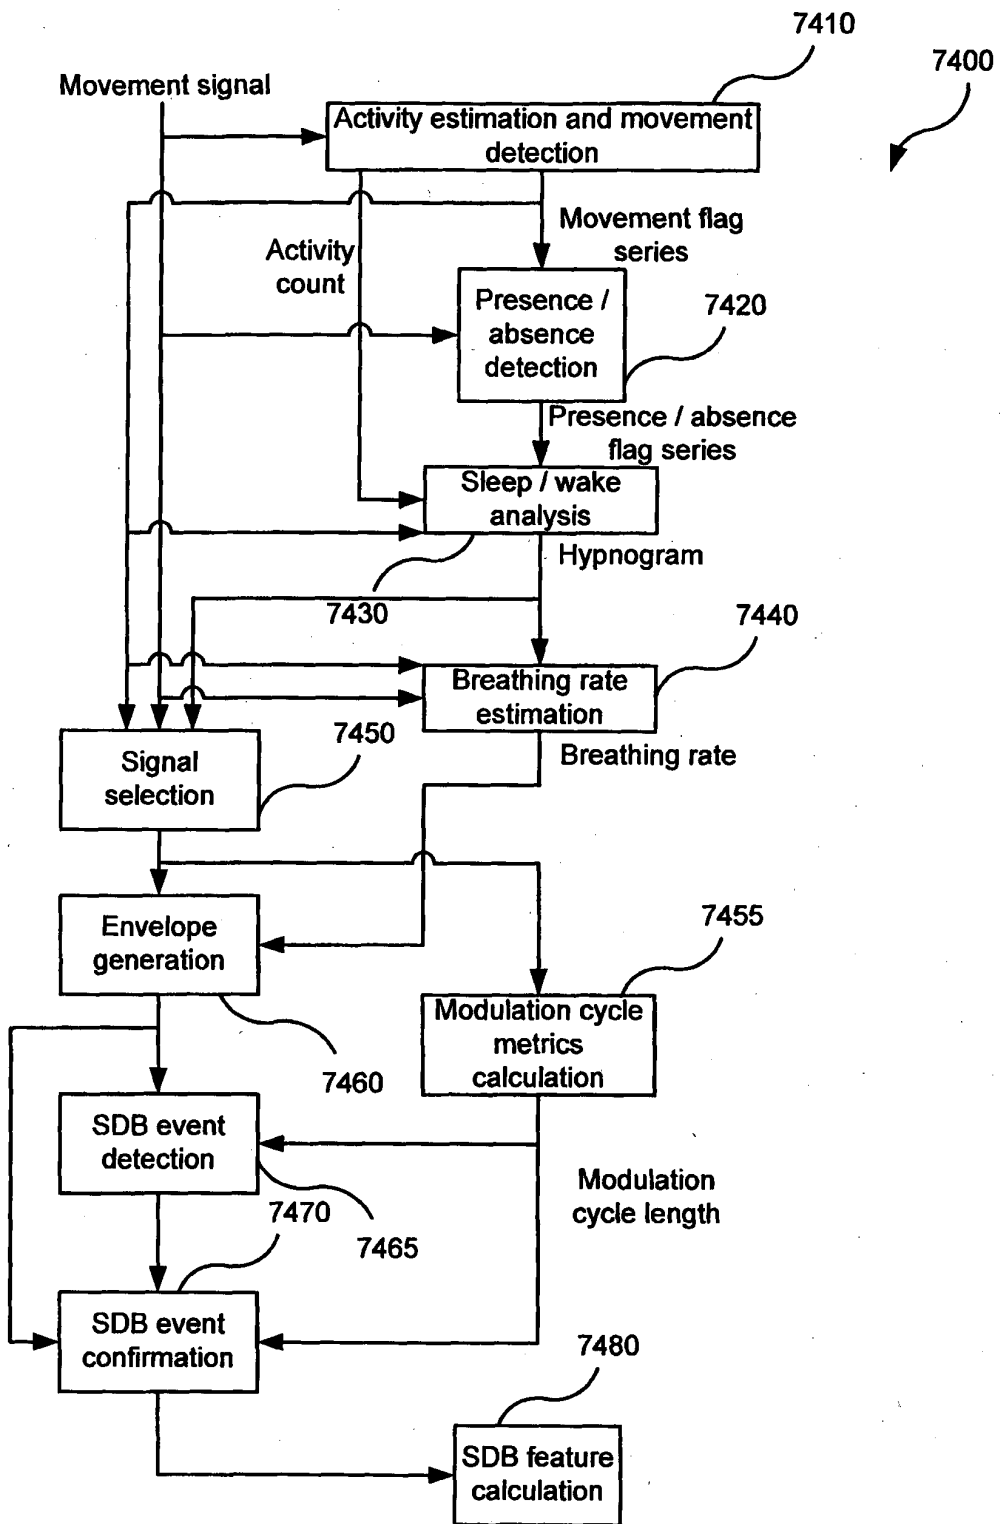 7410
7400
Movement signal
Activity estimation and movement
detection
Movement flag
series
Activity
count
Presence /
absence
detection
7420
Presence / absence
flag series
Sleep / wake
analysis
Hypnogram
7430
7440
Breathing rate
estimation
7450
Breathing rate
Signal
selection
Envelope
generation
7455
Modulation cycle
metrics
calculation
7460
SDB event
detection
Modulation
cycle length
7470
7465
SDB event
confirmation
7480
SDB feature
calculation